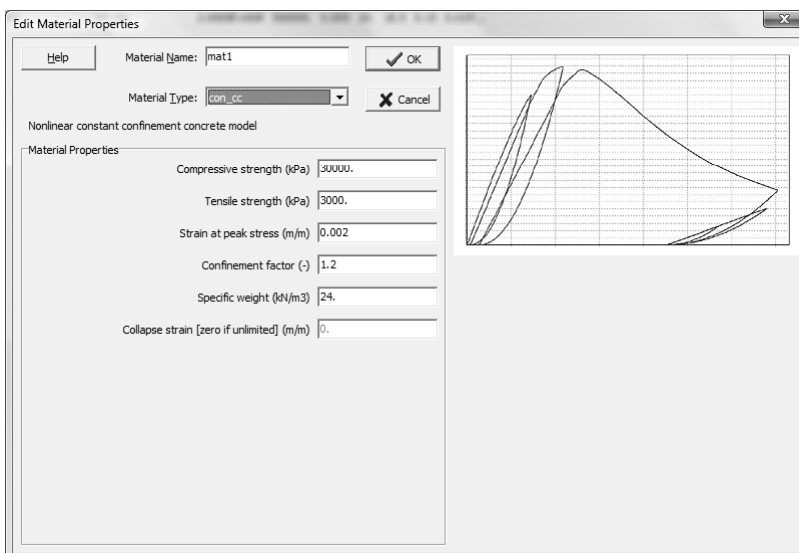 Edit Material Properties
Help
Material Name: mat1
OK
Material Type: con_cc
Cancel
Nonlinear constant confinement concrete model
Material Properties
Compressive strength (kPa) 30000.
Tensile strength (kPa) 3000.
Strain at peak stress (m/m) 0.002
Confinement factor (-) 1.2
Specific weight (kN/m3) 24.
Collapse strain [zero if unlimited] (m/m) 0.